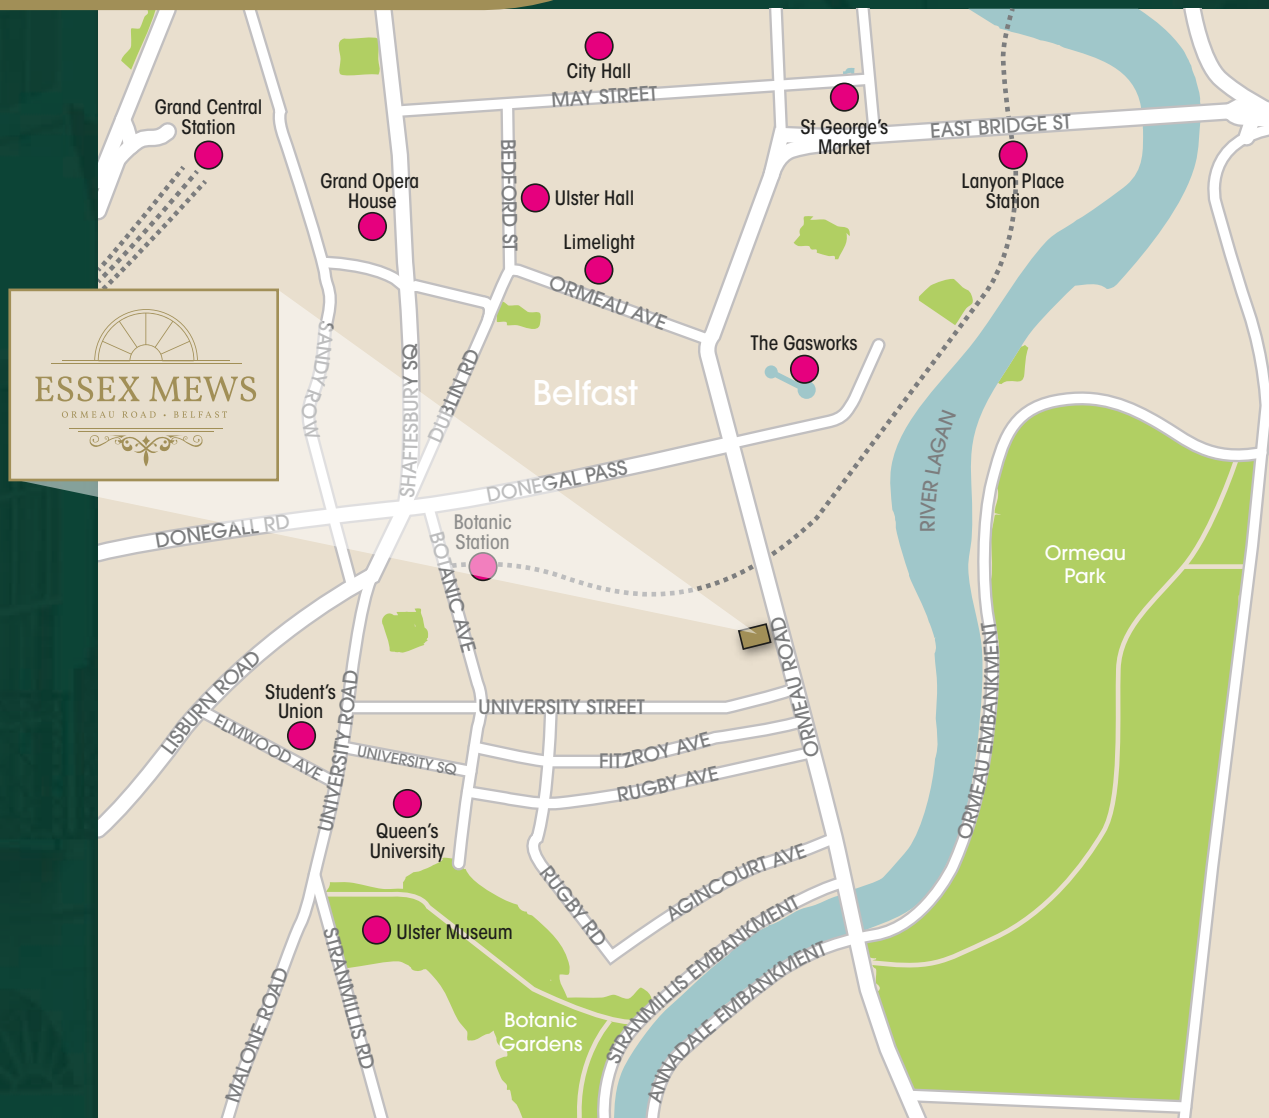 City Hall
MAY STREET
Grand Central
Station
St George's
Market
EAST BRIDGE ST
Lanyon Place
Station
Grand Opera
House
BEDFORD ST
Ulster Hall
Limelight
ORMEAU AVE
ESSEX MEWS
ORMEAU ROAD • BELFAST
SANDY ROW
SHAFTESBURY SQ
DUBLIN RD
Belfast
The Gasworks
RIVER LAGAN
DONEGAL PASS
DONEGALL RD
Botanic
Station
BOTANIC AVE
Ormeau
Park
ORMEAU ROAD
ORMEAU EMBANKMENT
LISBURN ROAD
Student's
Union
UNIVERSITY ROAD
UNIVERSITY STREET
ELMWOOD AVE
UNIVERSITY SQ
FITZROY AVE
RUGBY AVE
Queen's
University
RUGBY RD
AGINCOURT AVE
Ulster Museum
STRANMILLIS EMBANKMENT
ANNADALE EMBANKMENT
MALONE ROAD
STRANMILLIS RD
Botanic
Gardens